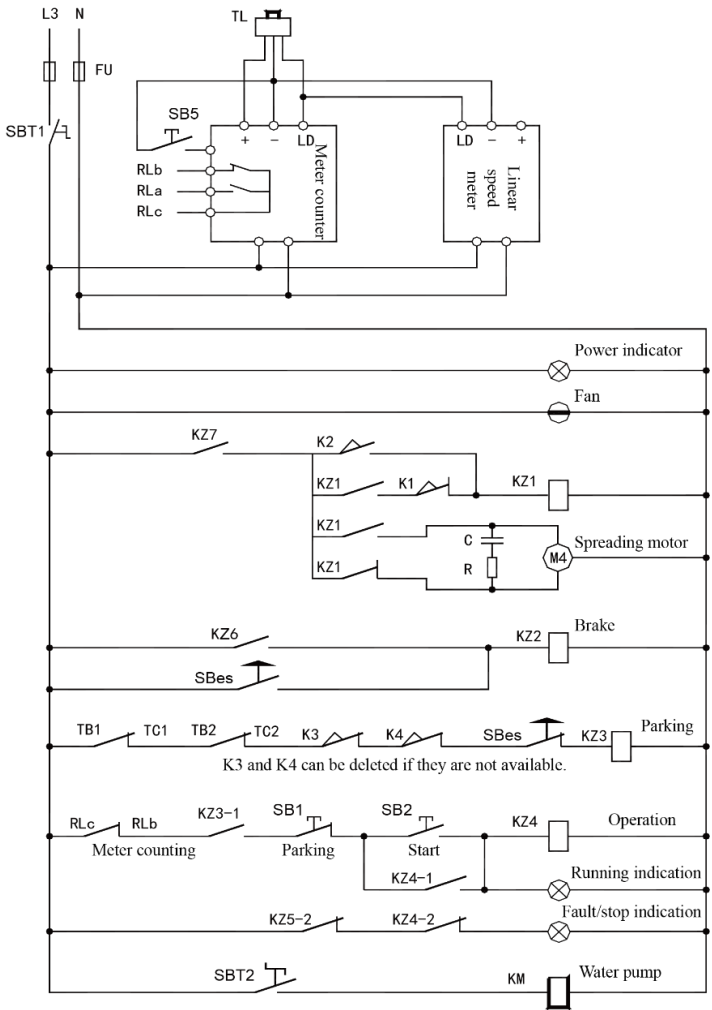 L3 N TL
FU
SBT1 SB5
+ − LD LD − +
RLb
RLa
RLc
Meter counter
Linear
speed
meter
Power indicator
Fan
KZ7 K2
KZ1 K1 KZ1
KZ1 C Spreading motor
M4
KZ1 R
Brake
KZ6 KZ2
SBes
Parking
TB1 TC1 TB2 TC2 K3 K4 SBes KZ3
K3 and K4 can be deleted if they are not available.
RLc RLb KZ3-1 SB1 SB2 KZ4 Operation
Meter counting Parking Start
KZ4-1 Running indication
Fault/stop indication
KZ5-2 KZ4-2
SBT2 KM Water pump